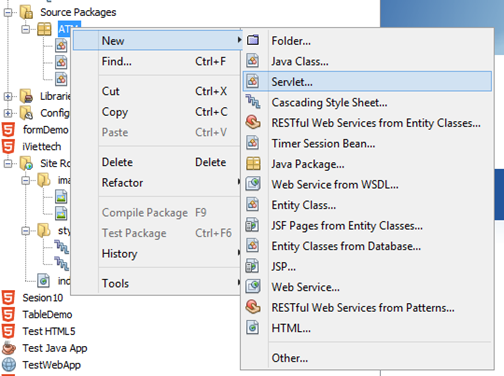 Source Packages
ATM
Librarie
Config
formDemo
iViettech
Site Ro
ima
sty
ind
Sesion10
TableDemo
Test HTML5
Test Java App
TestWebApp
New
Find... Ctrl+F
Cut Ctrl+X
Copy Ctrl+C
Paste Ctrl+V
Delete Delete
Refactor
Compile Package F9
Test Package Ctrl+F6
History
Tools
Folder...
Java Class...
Servlet...
Cascading Style Sheet...
RESTful Web Services from Entity Classes...
Timer Session Bean...
Java Package...
Web Service from WSDL...
Entity Class...
JSF Pages from Entity Classes...
Entity Classes from Database...
JSP...
Web Service...
RESTful Web Services from Patterns...
HTML...
Other...